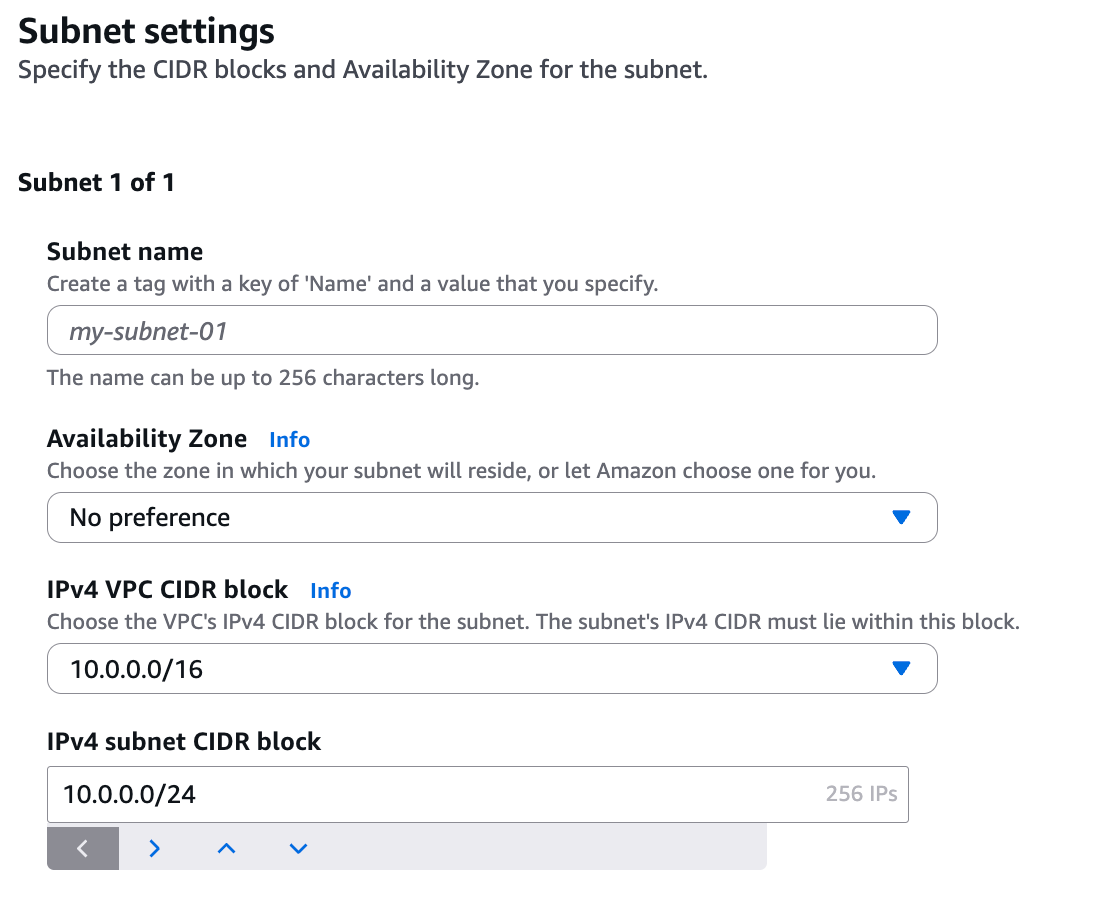 Subnet settings
Specify the CIDR blocks and Availability Zone for the subnet.
Subnet 1 of 1
Subnet name
Create a tag with a key of 'Name' and a value that you specify.
my-subnet-01
The name can be up to 256 characters long.
Availability Zone Info
Choose the zone in which your subnet will reside, or let Amazon choose one for you.
No preference
IPv4 VPC CIDR block Info
Choose the VPC's IPv4 CIDR block for the subnet. The subnet's IPv4 CIDR must lie within this block.
10.0.0.0/16
IPv4 subnet CIDR block
10.0.0.0/24 256 IPs